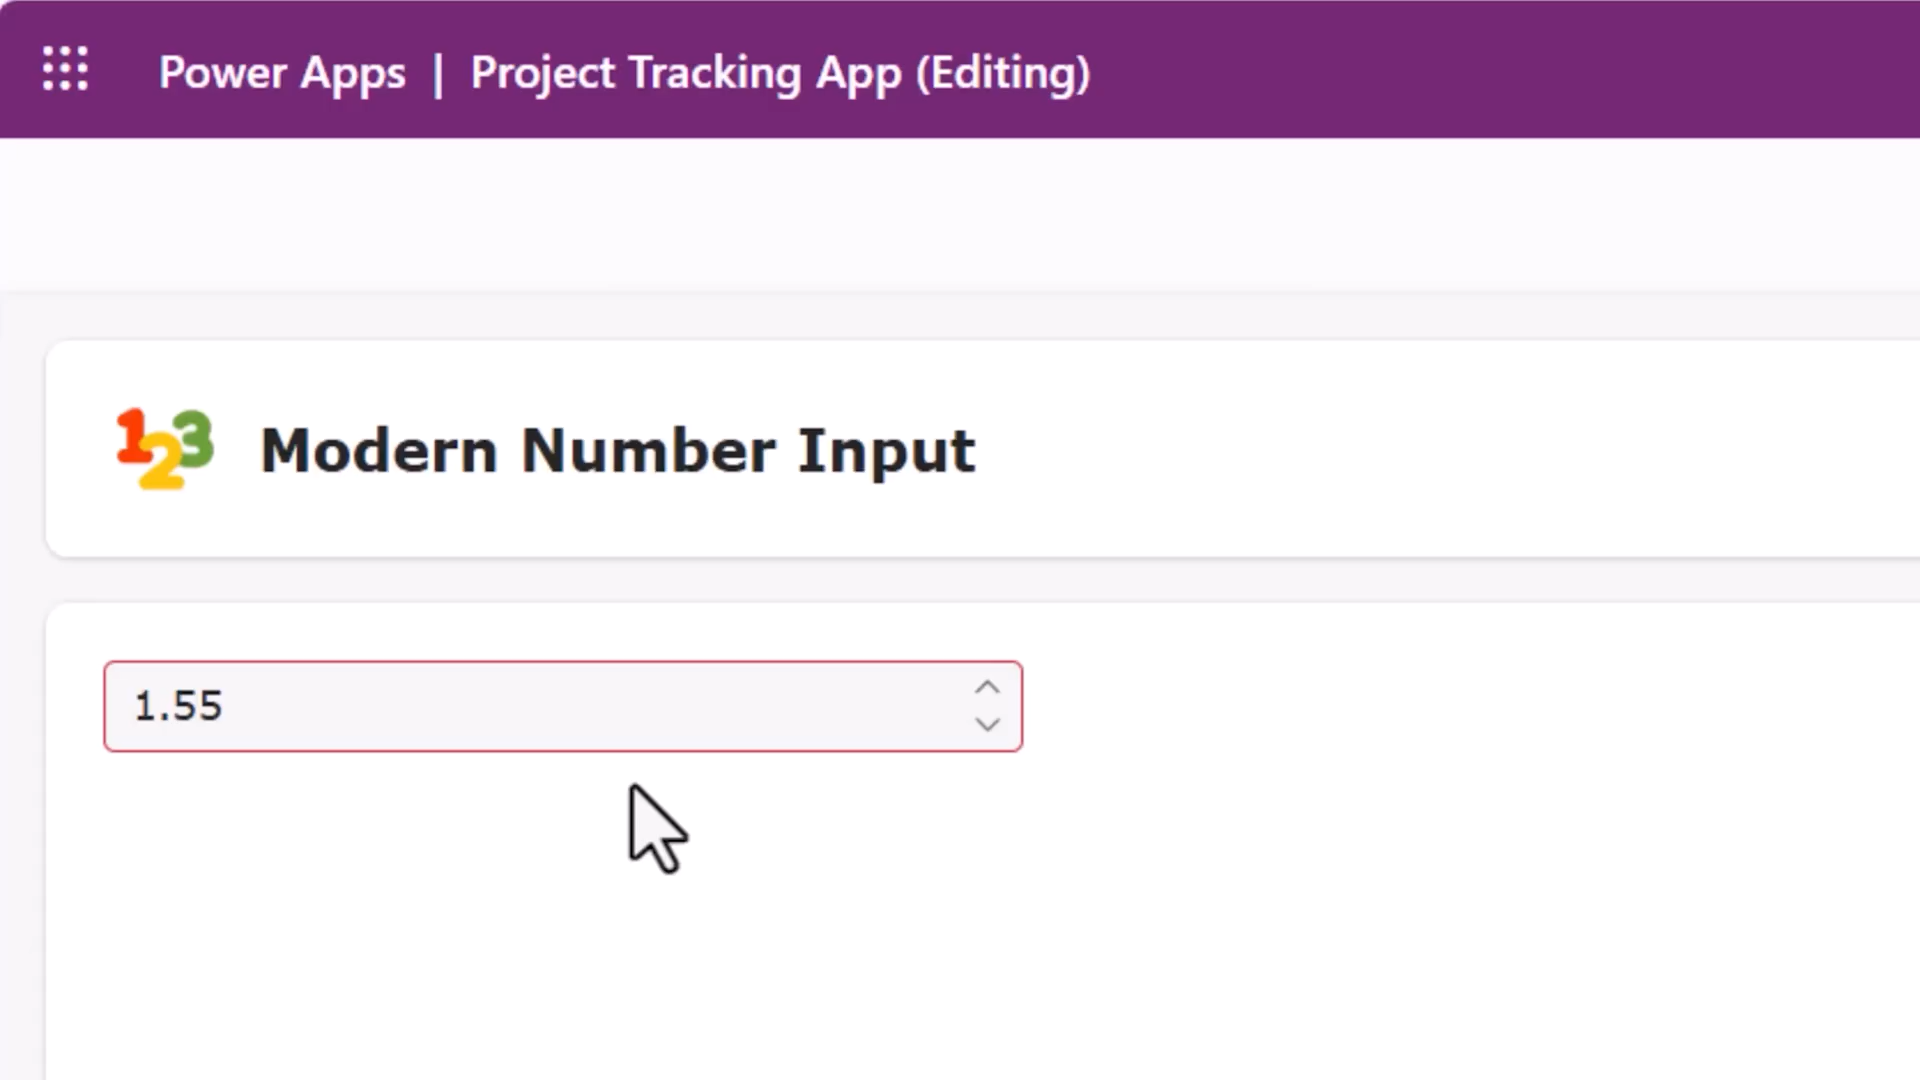 Power Apps | Project Tracking App (Editing)
123 Modern Number Input
1.55